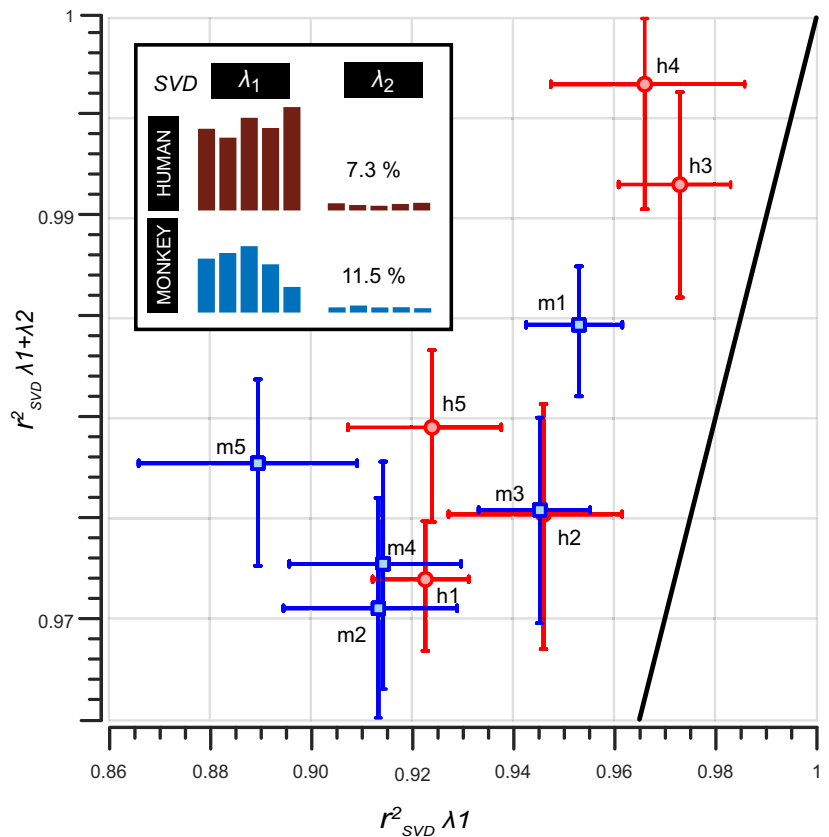 1
SVD λ1 λ2
HUMAN
7.3 %
MONKEY
11.5 %
h4
h3
0.99
m1
r²SVD λ1+λ2
h5
m5
m3
h2
m4
h1
0.97
m2
0.86 0.88 0.90 0.92 0.94 0.96 0.98 1
r²SVD λ1